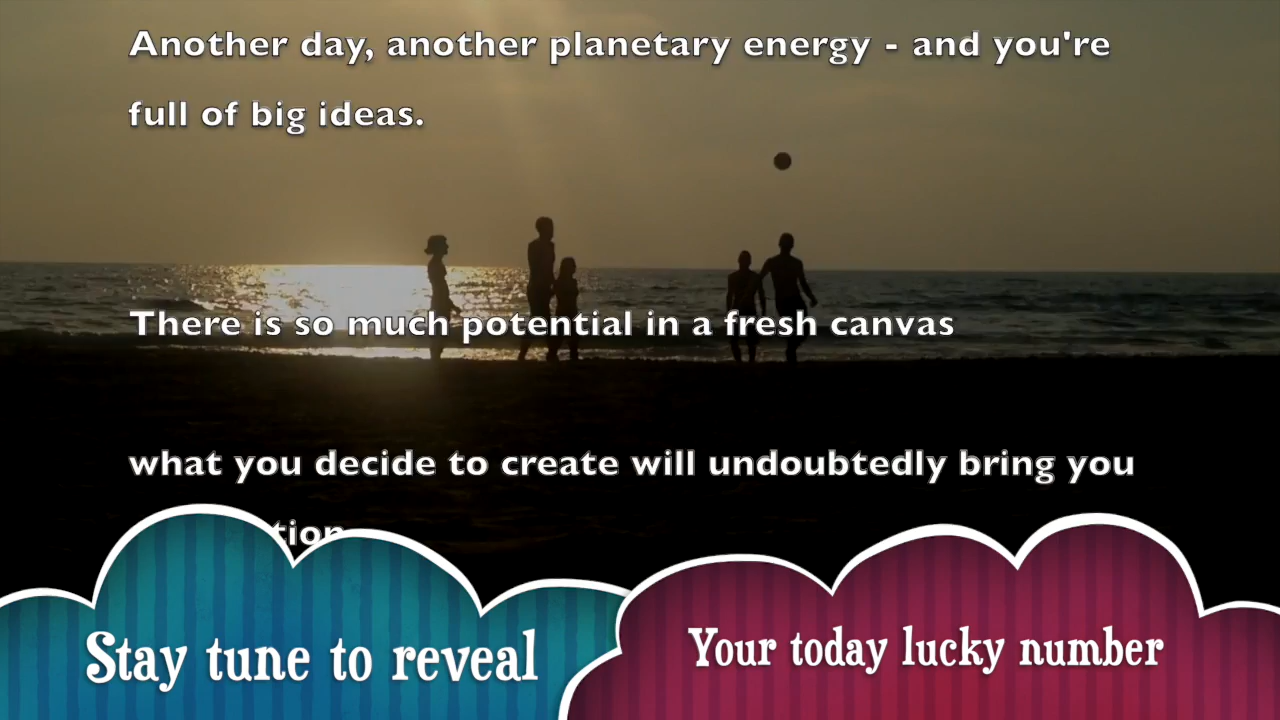 Another day, another planetary energy - and you're
full of big ideas.
There is so much potential in a fresh canvas
what you decide to create will undoubtedly bring you
Stay tune to reveal
Your today lucky number